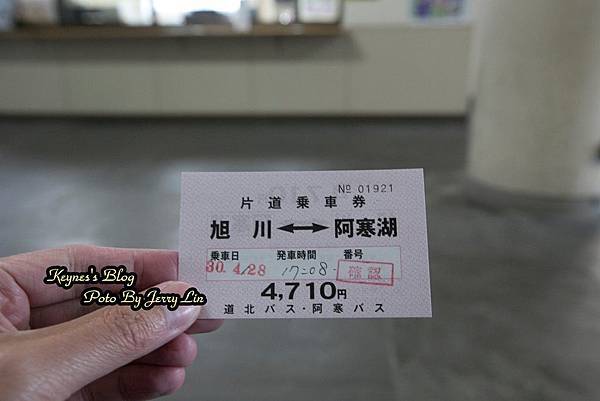 № 01921
片道乗車券
旭川⟷阿寒湖
乗車日 発車時間 番号
30.4.28 17-08 確認
4,710円
道北バス・阿寒バス
Keynes's Blog
Poto By Jerry Lin